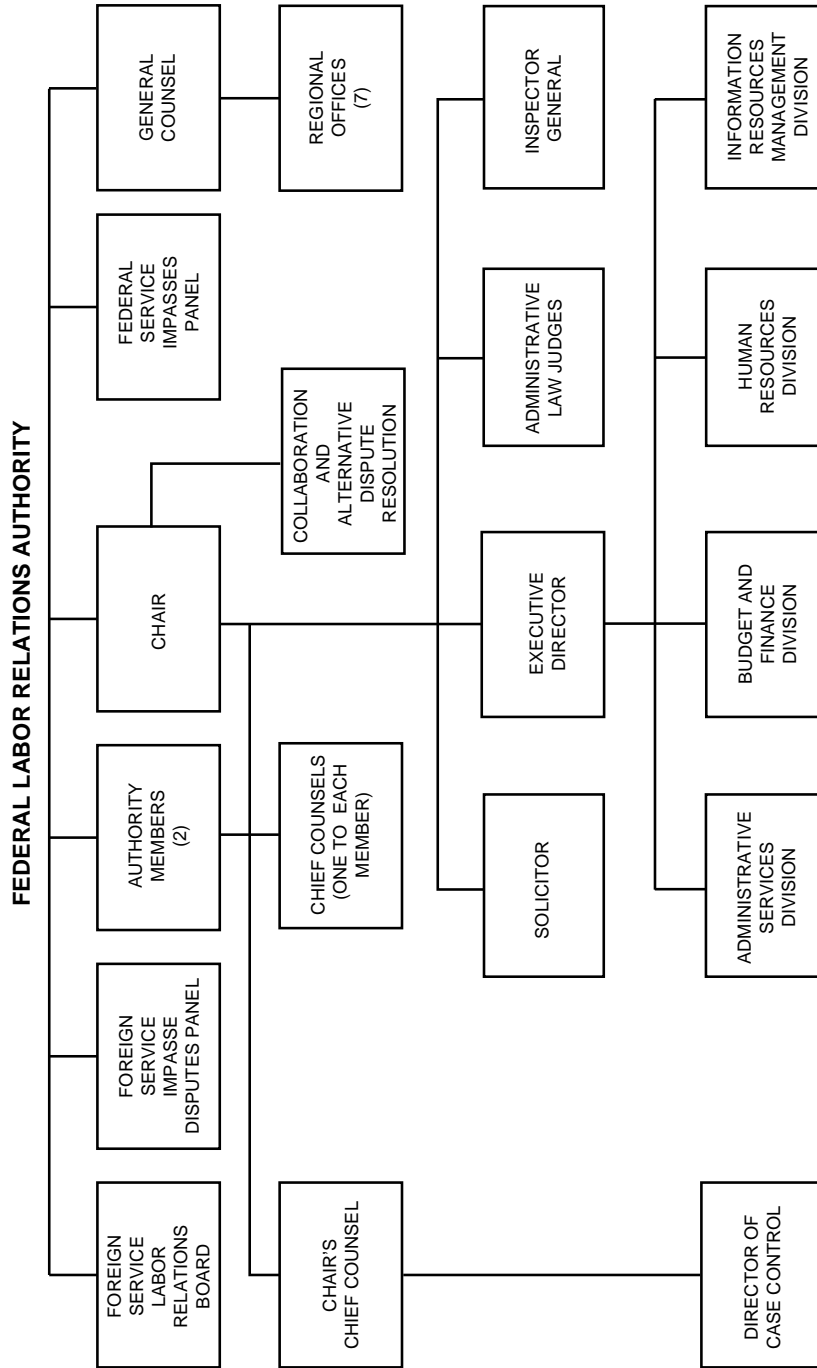 FEDERAL LABOR RELATIONS AUTHORITY
FOREIGN
SERVICE
LABOR
RELATIONS
BOARD
FOREIGN
SERVICE
IMPASSE
DISPUTES PANEL
AUTHORITY
MEMBERS
(2)
CHAIR
FEDERAL
SERVICE
IMPASSES
PANEL
GENERAL
COUNSEL
CHAIR'S
CHIEF COUNSEL
CHIEF COUNSELS
(ONE TO EACH
MEMBER)
COLLABORATION
AND
ALTERNATIVE
DISPUTE
RESOLUTION
REGIONAL
OFFICES
(7)
SOLICITOR
EXECUTIVE
DIRECTOR
ADMINISTRATIVE
LAW JUDGES
INSPECTOR
GENERAL
DIRECTOR OF
CASE CONTROL
ADMINISTRATIVE
SERVICES
DIVISION
BUDGET AND
FINANCE
DIVISION
HUMAN
RESOURCES
DIVISION
INFORMATION
RESOURCES
MANAGEMENT
DIVISION